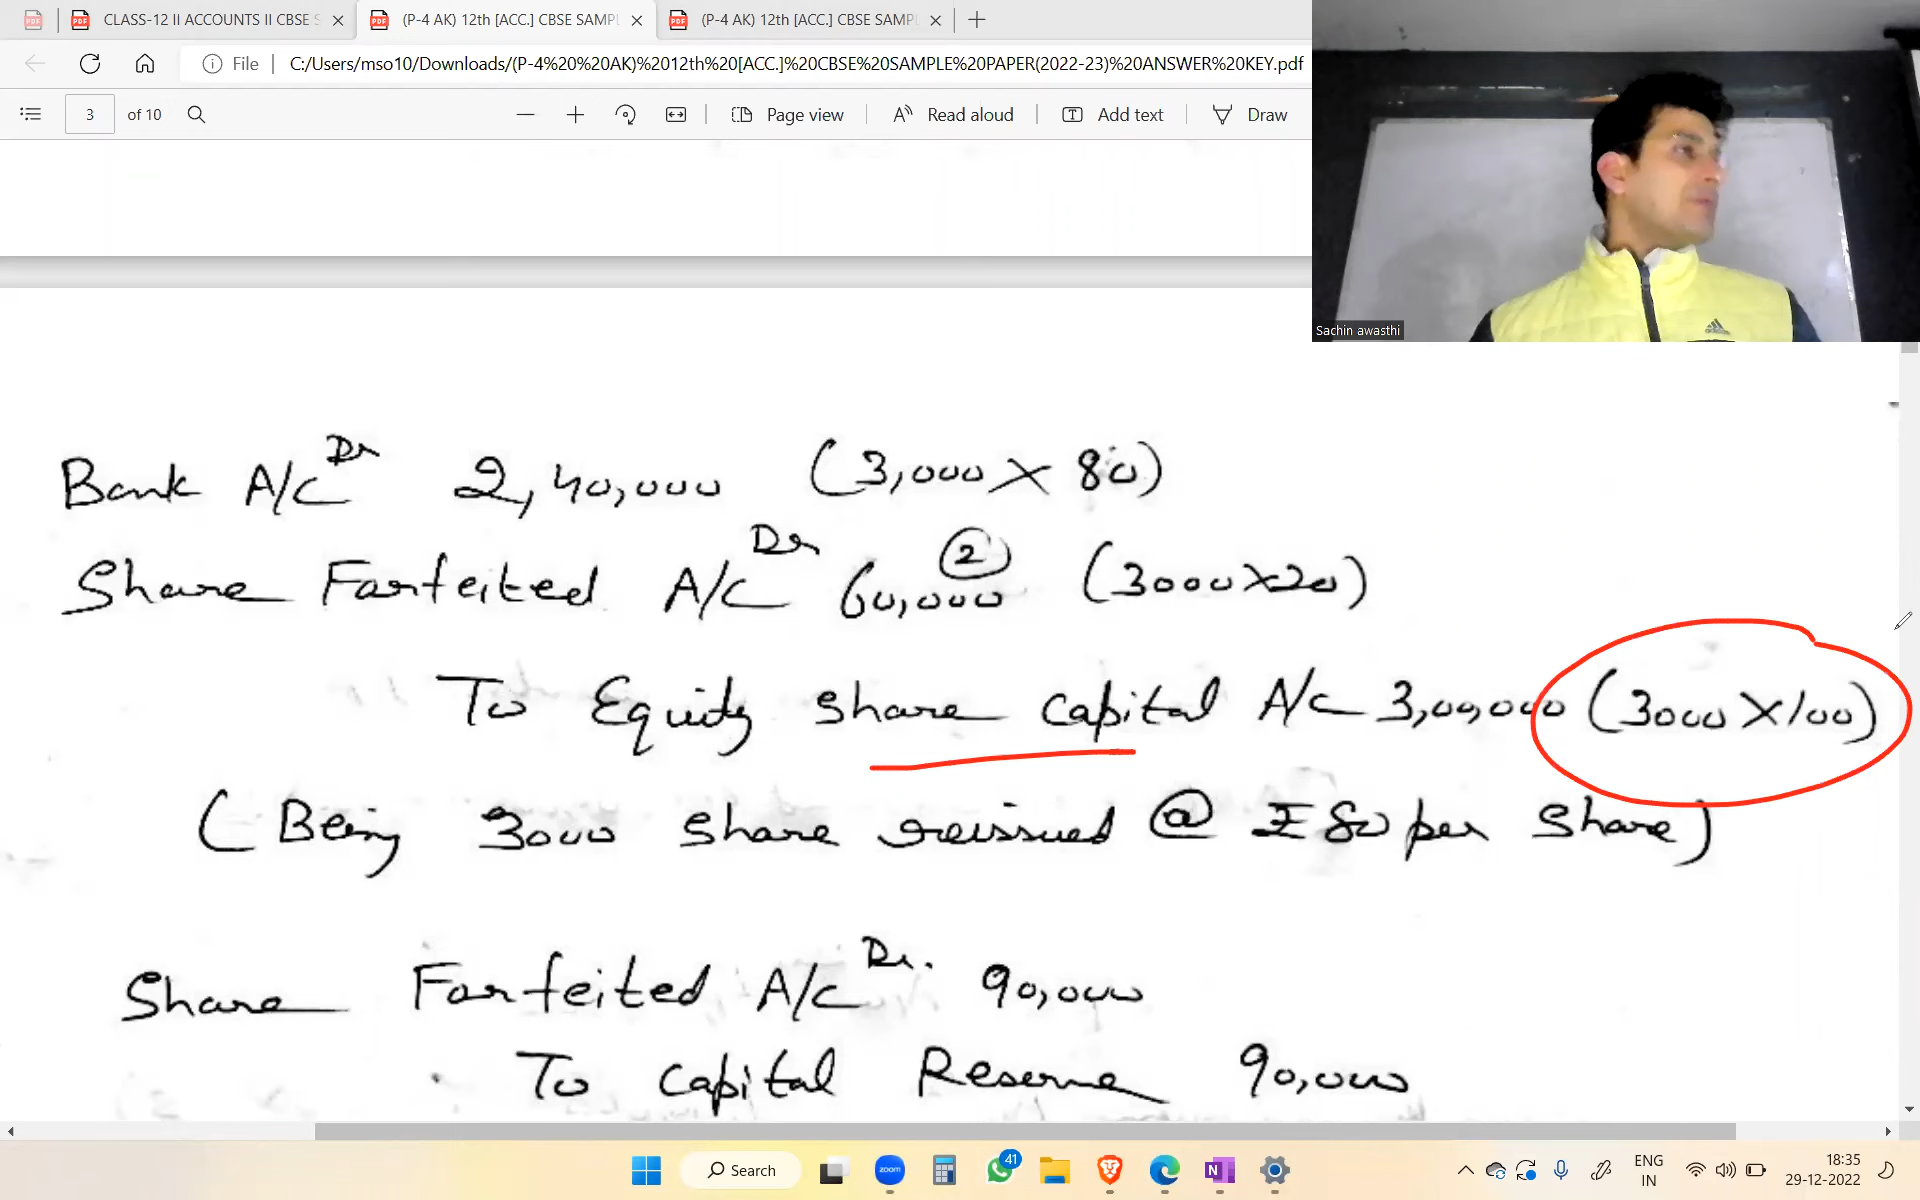 CLASS-12 II ACCOUNTS II CBSE S
(P-4 AK) 12th [ACC.] CBSE SAMPL
(P-4 AK) 12th [ACC.] CBSE SAMPL
File C:/Users/mso10/Downloads/(P-4%20%20AK)%2012th%20[ACC.]%20CBSE%20SAMPLE%20PAPER(2022-23)%20ANSWER%20KEY.pdf
3 of 10 Page view Read aloud Add text Draw
Sachin awasthi
Bank A/C Dr 2,40,000 (3,000 X 80)
Share Forfeited A/C Dr 60,000 2 (3000X20)
To Equity Share Capital A/C 3,00,000 (3000 X 100)
(Being 3000 Share reissued @ ₹ 80 per Share)
Share Forfeited A/C Dr. 90,000
To Capital Reserve 90,000
Search zoom 41 ENG 18:35
IN 29-12-2022